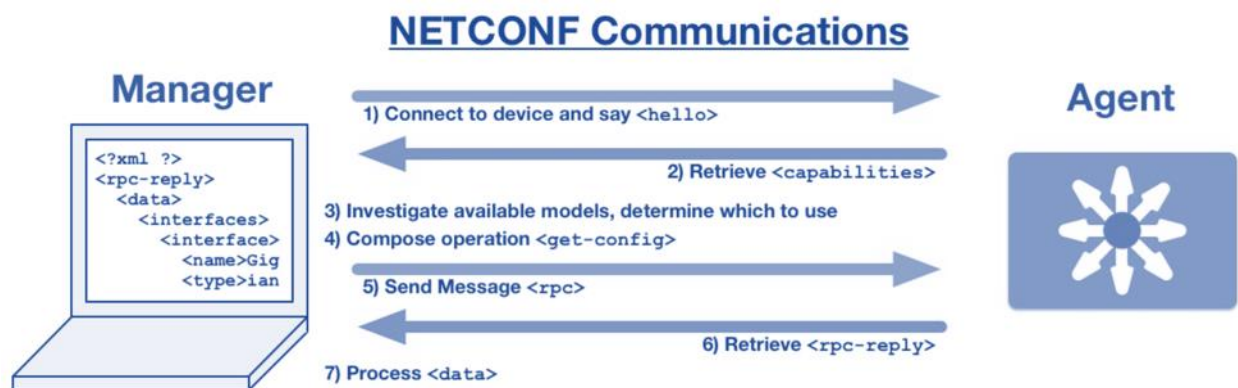 NETCONF Communications
Manager
Agent
1) Connect to device and say <hello>
2) Retrieve <capabilities>
<?xml ?>
<rpc-reply>
<data>
<interfaces>
<interface>
<name>Gig
<type>ian
3) Investigate available models, determine which to use
4) Compose operation <get-config>
5) Send Message <rpc>
6) Retrieve <rpc-reply>
7) Process <data>